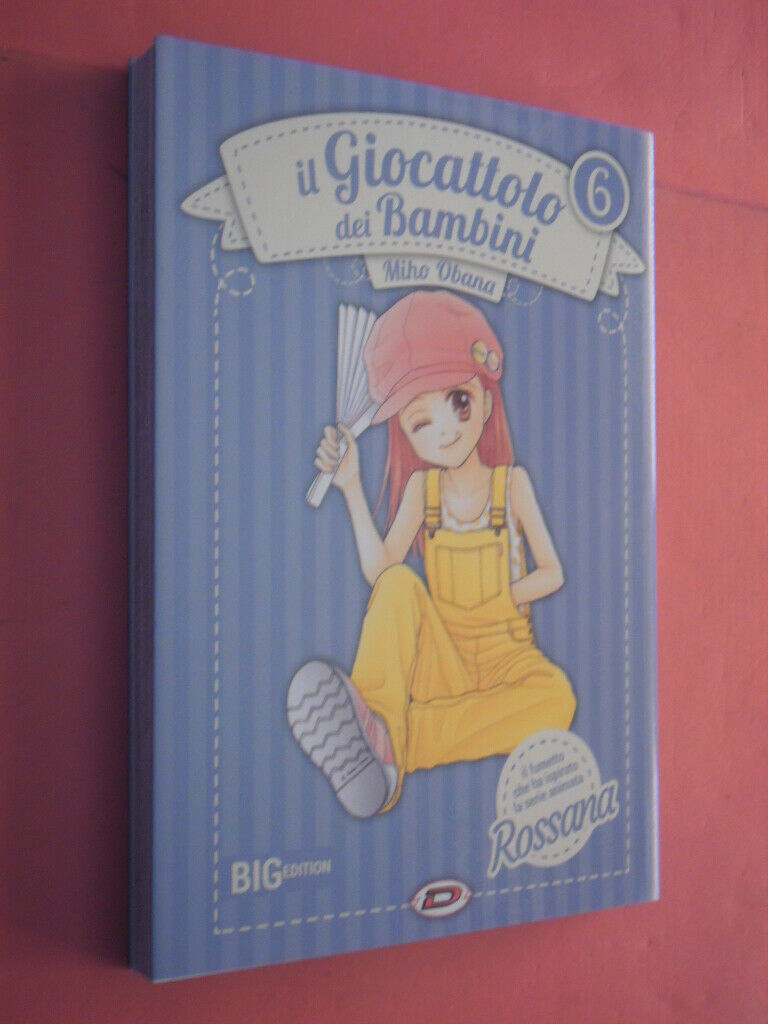 il Giocattolo
dei Bambini
6
Miho Obana
il fumetto
che ha ispirato
la serie animata
Rossana
BIG EDITION
D